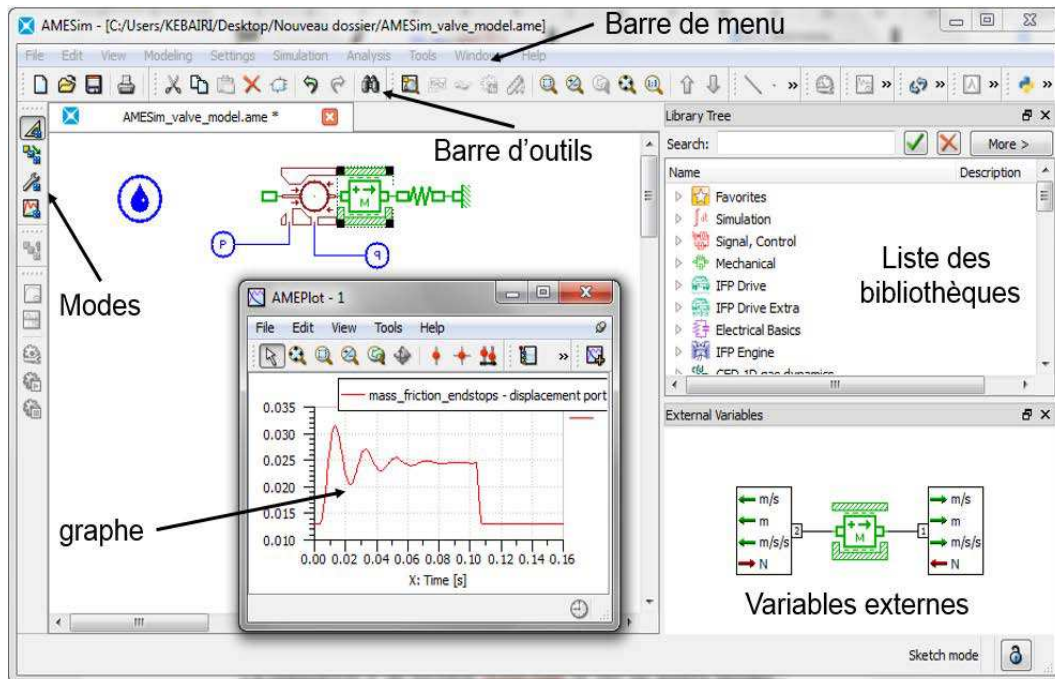 AMESim - [C:/Users/KEBAIRI/Desktop/Nouveau dossier/AMESim_valve_model.ame]
Barre de menu
File Edit View Modeling Settings Simulation Analysis Tools Window Help
AMESim_valve_model.ame *
Barre d'outils
Library Tree
Search:
More >
Name Description
Favorites
Simulation
Signal, Control
Mechanical
IFP Drive
IFP Drive Extra
Electrical Basics
IFP Engine
CFD-1D gas dynamics
Liste des
bibliothèques
Modes
M
P
q
AMEPlot - 1
File Edit View Tools Help
mass_friction_endstops - displacement port
0.035
0.030
0.025
0.020
0.015
0.010
0.00 0.02 0.04 0.06 0.08 0.10 0.12 0.14 0.16
X: Time [s]
graphe
External Variables
m/s
m
m/s/s
N
2
M
1
m/s
m
m/s/s
N
Variables externes
Sketch mode